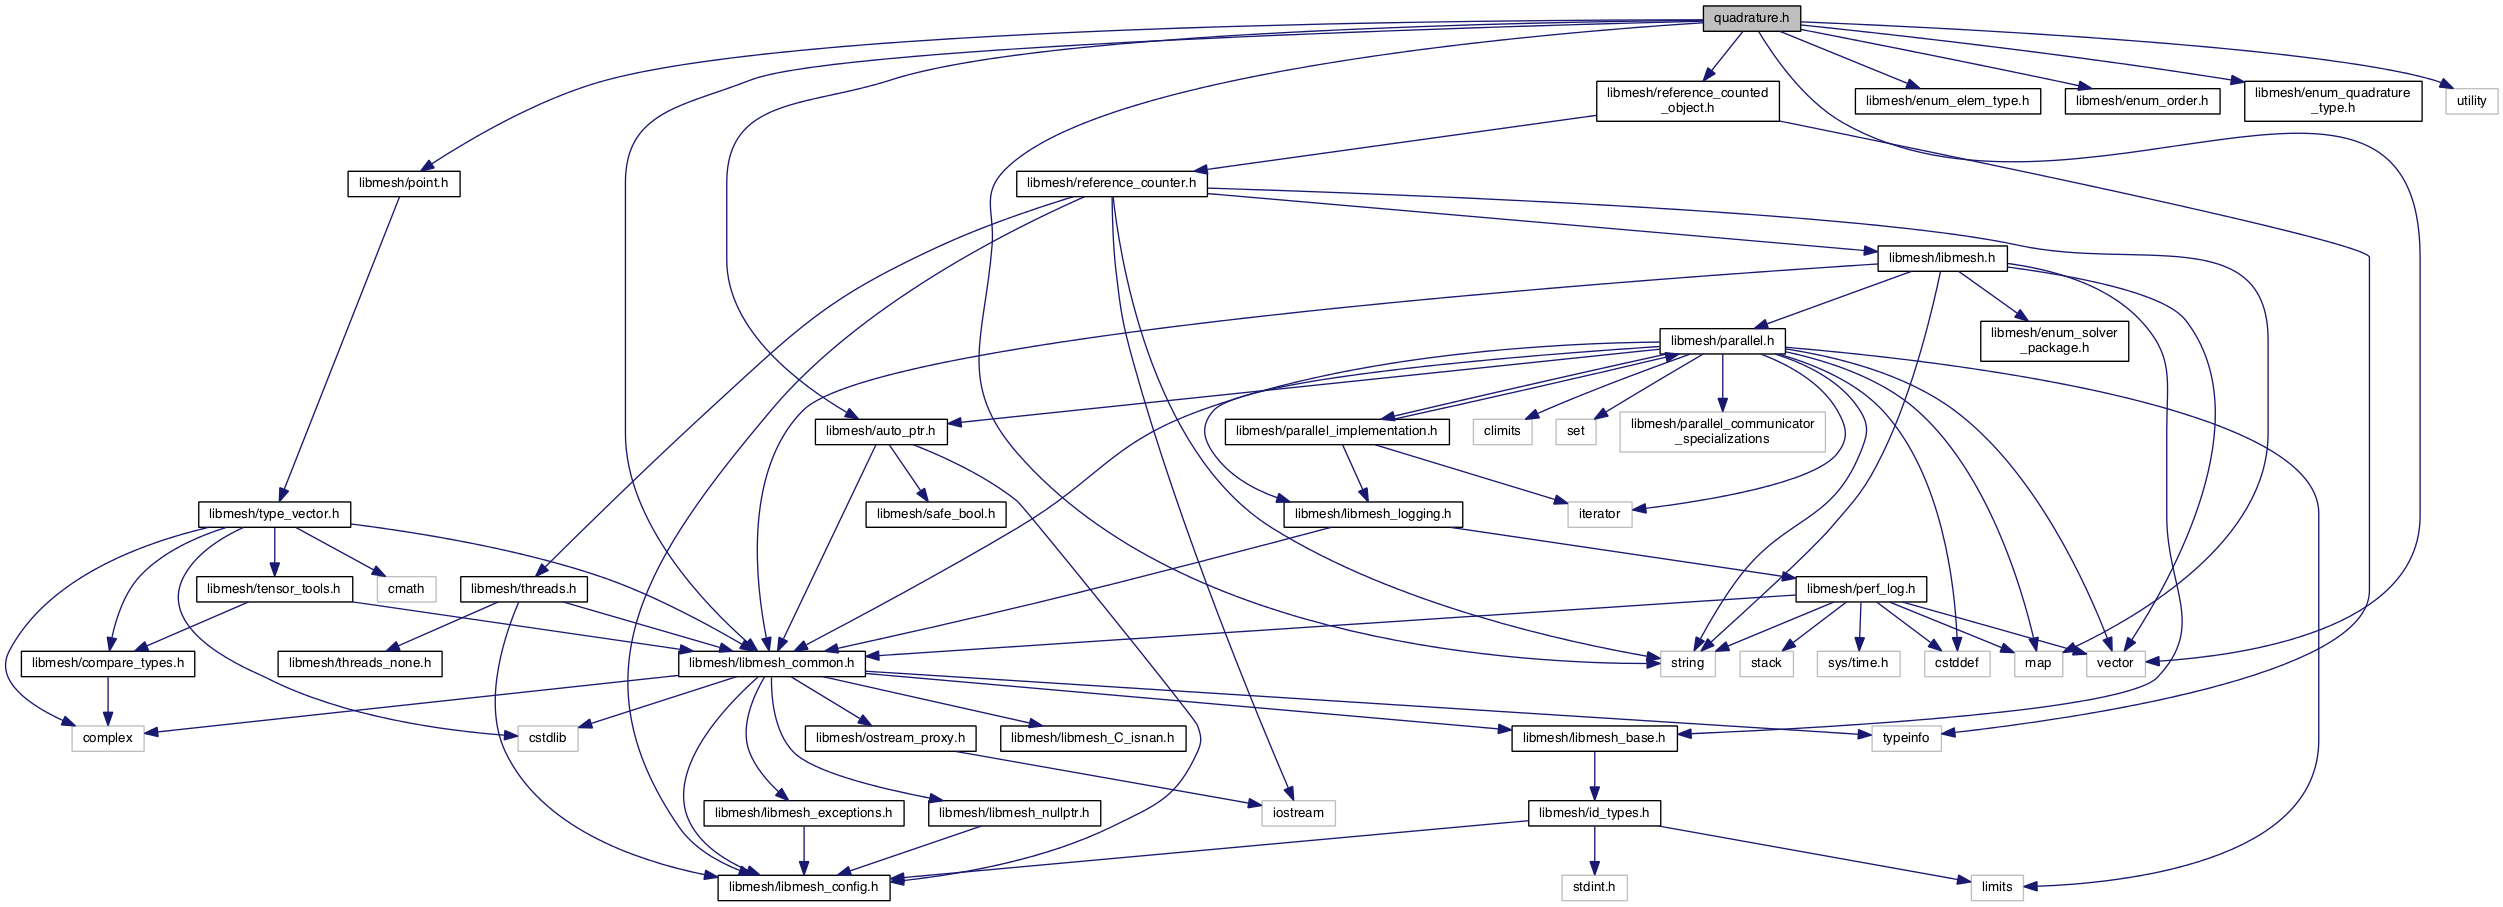 quadrature.h
libmesh/reference_counted
_object.h
libmesh/enum_elem_type.h
libmesh/enum_order.h
libmesh/enum_quadrature
_type.h
utility
libmesh/point.h
libmesh/reference_counter.h
libmesh/libmesh.h
libmesh/parallel.h
libmesh/enum_solver
_package.h
libmesh/auto_ptr.h
libmesh/parallel_implementation.h
climits
set
libmesh/parallel_communicator
_specializations
libmesh/type_vector.h
libmesh/safe_bool.h
libmesh/libmesh_logging.h
iterator
libmesh/tensor_tools.h
cmath
libmesh/threads.h
libmesh/perf_log.h
libmesh/compare_types.h
libmesh/threads_none.h
libmesh/libmesh_common.h
string
stack
sys/time.h
cstddef
map
vector
complex
cstdlib
libmesh/ostream_proxy.h
libmesh/libmesh_C_isnan.h
libmesh/libmesh_base.h
typeinfo
libmesh/libmesh_exceptions.h
libmesh/libmesh_nullptr.h
iostream
libmesh/id_types.h
libmesh/libmesh_config.h
stdint.h
limits